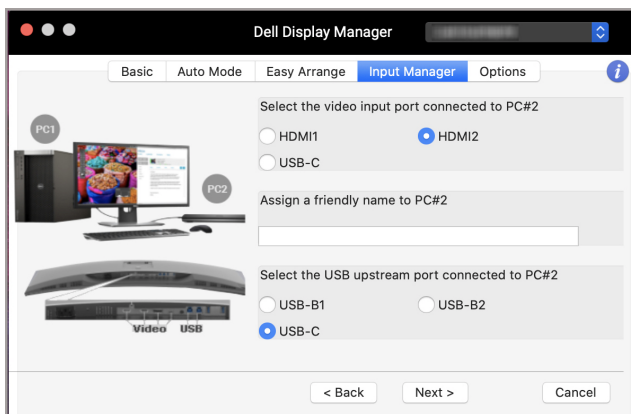 Dell Display Manager
Basic Auto Mode Easy Arrange Input Manager Options i
Select the video input port connected to PC#2
PC1
HDMI1 HDMI2
USB-C
PC2
Assign a friendly name to PC#2
Select the USB upstream port connected to PC#2
USB-B1 USB-B2
Video USB
USB-C
< Back Next > Cancel